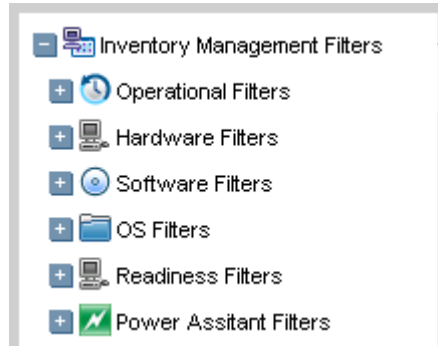 Inventory Management Filters
Operational Filters
Hardware Filters
Software Filters
OS Filters
Readiness Filters
Power Assitant Filters